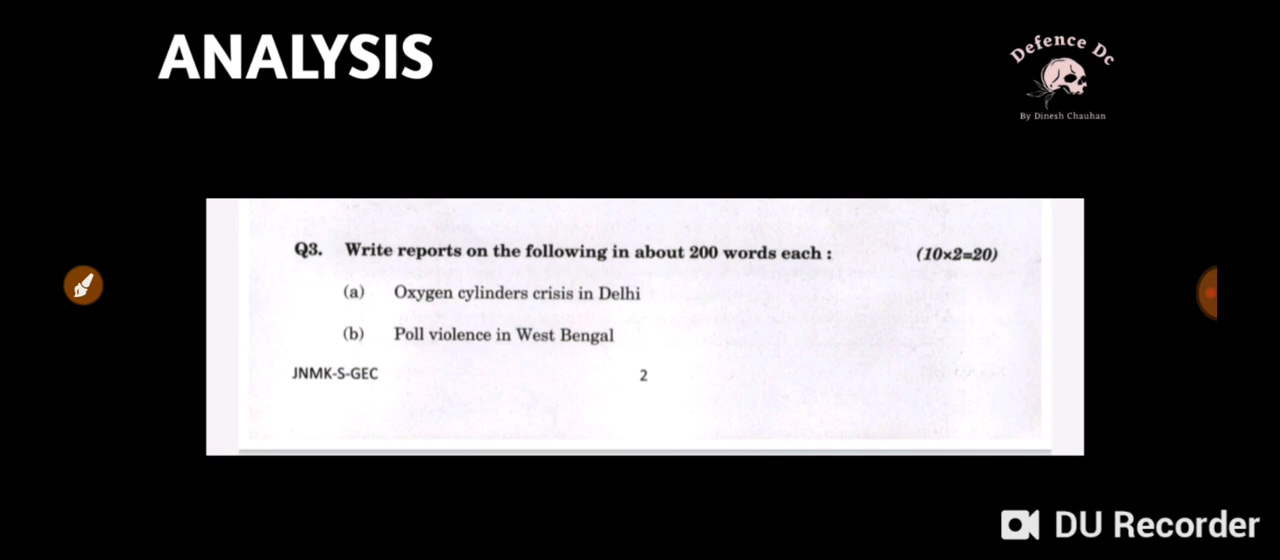 ANALYSIS
Defence Dc
By Dinesh Chauhan
Q3. Write reports on the following in about 200 words each : (10×2=20)
(a) Oxygen cylinders crisis in Delhi
(b) Poll violence in West Bengal
JNMK-S-GEC 2
DU Recorder